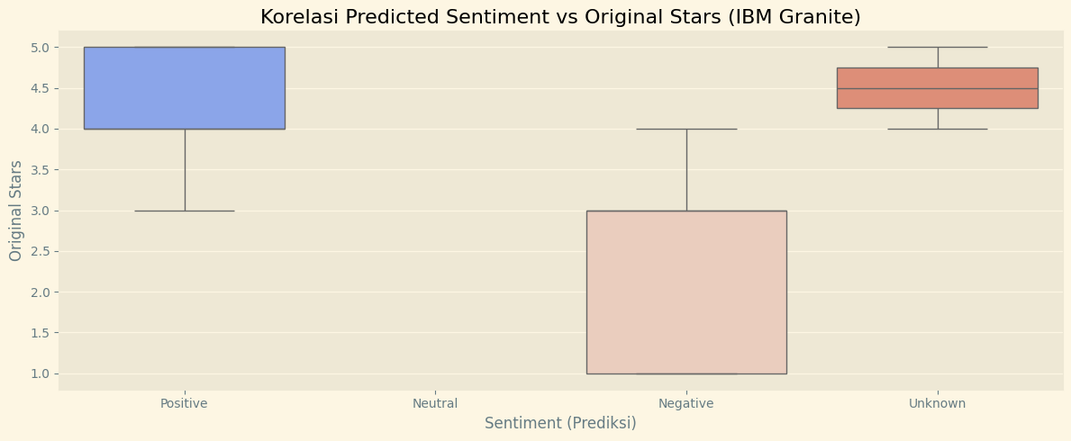 Korelasi Predicted Sentiment vs Original Stars (IBM Granite)
Original Stars
5.0
4.5
4.0
3.5
3.0
2.5
2.0
1.5
1.0
Positive Neutral Negative Unknown
Sentiment (Prediksi)